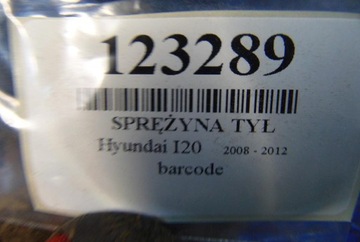 123289
SPRĘŻYNA TYŁ
Hyundai I20 2008 - 2012
barcode